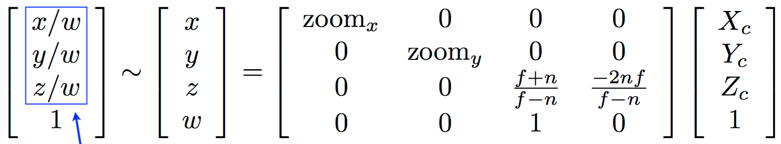 x/w x zoomₓ 0 0 0 X_c
y/w y 0 zoom_y 0 0 Y_c
z/w ∼ z = 0 0 f+n/f−n −2nf/f−n Z_c
1 w 0 0 1 0 1